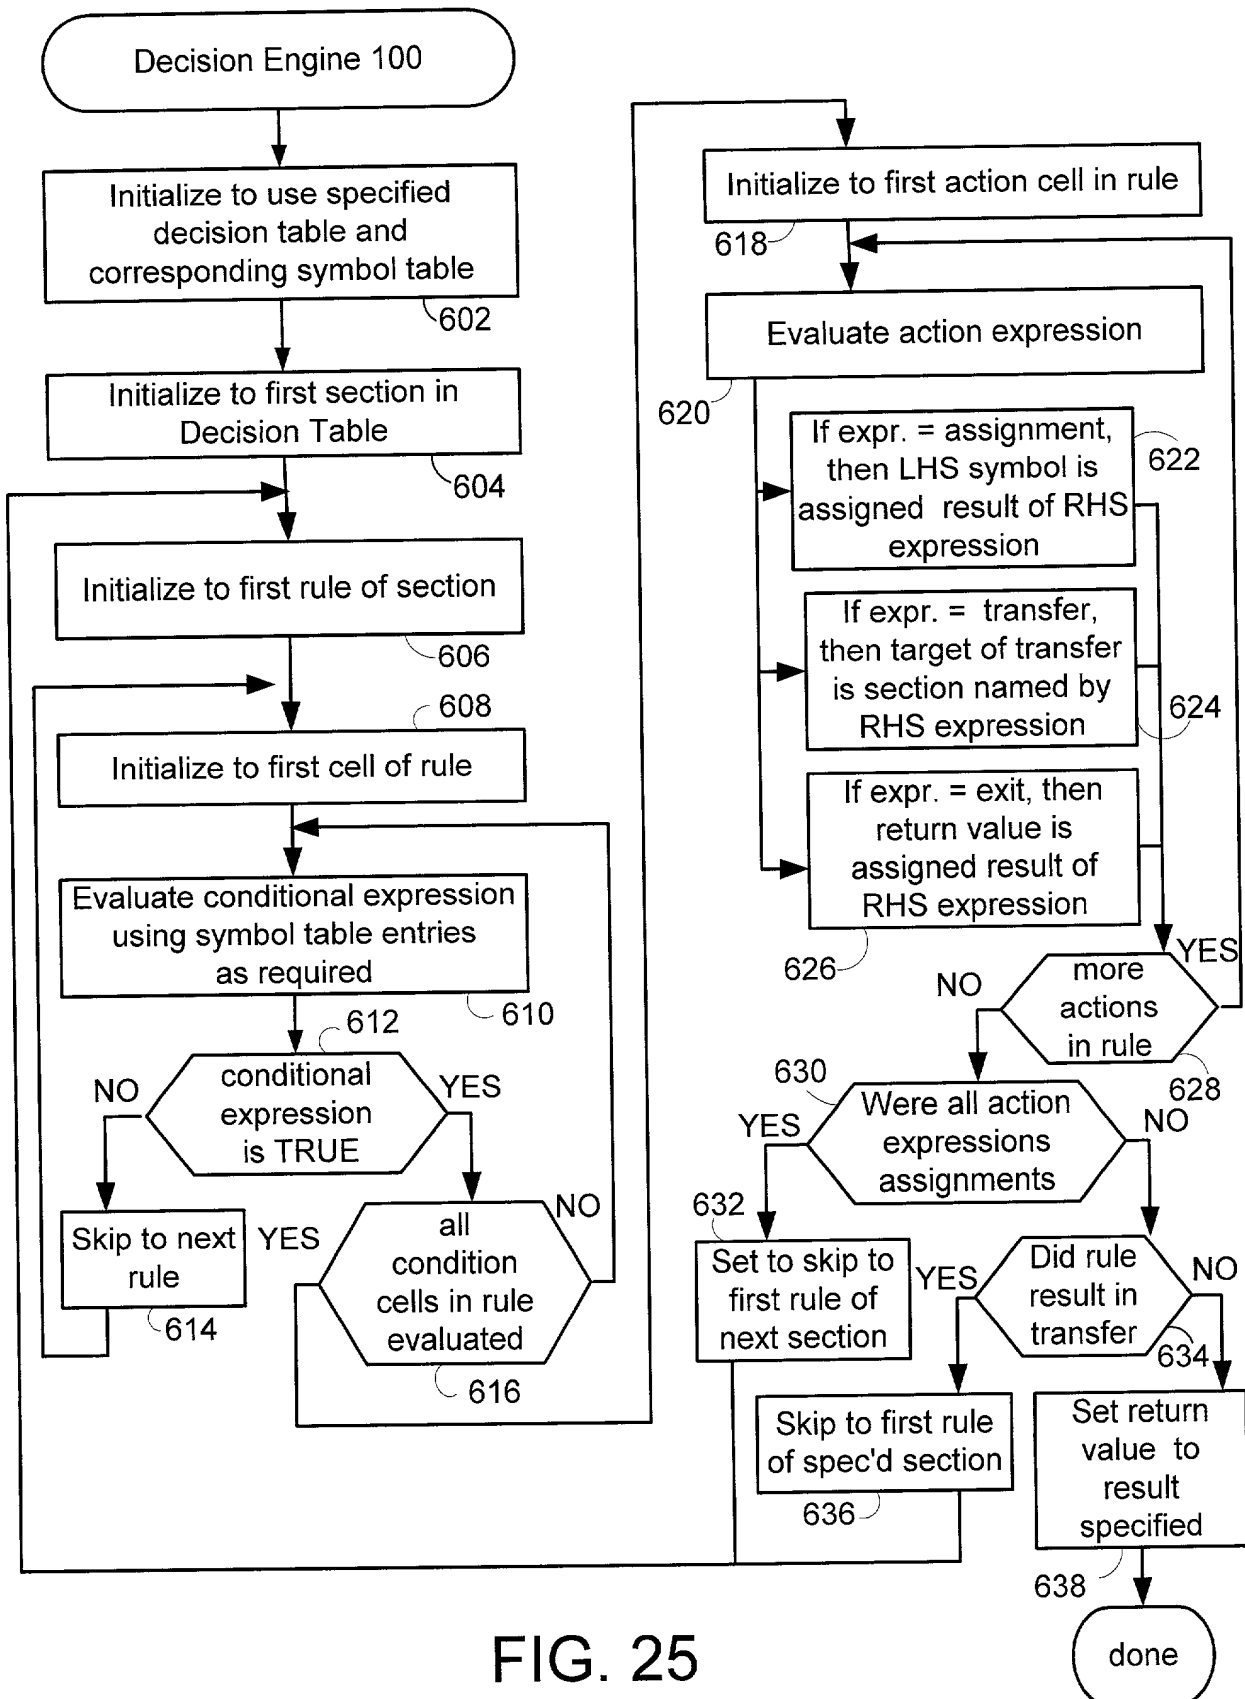 Decision Engine 100
Initialize to use specified
decision table and
corresponding symbol table
602
Initialize to first section in
Decision Table
604
Initialize to first rule of section
606
608
Initialize to first cell of rule
Evaluate conditional expression
using symbol table entries
as required
610
612
conditional
expression
is TRUE
NO
YES
Skip to next
rule
614
YES
all
condition
cells in rule
evaluated
NO
616
Initialize to first action cell in rule
618
Evaluate action expression
620
If expr. = assignment,
then LHS symbol is
assigned result of RHS
expression
622
If expr. = transfer,
then target of transfer
is section named by
RHS expression
624
If expr. = exit, then
return value is
assigned result of
RHS expression
626
YES
NO
more
actions
in rule
628
630
Were all action
expressions
assignments
YES
NO
632
Set to skip to
first rule of
next section
YES
Did rule
result in
transfer
NO
634
Skip to first rule
of spec'd section
636
Set return
value to
result
specified
638
done
FIG. 25